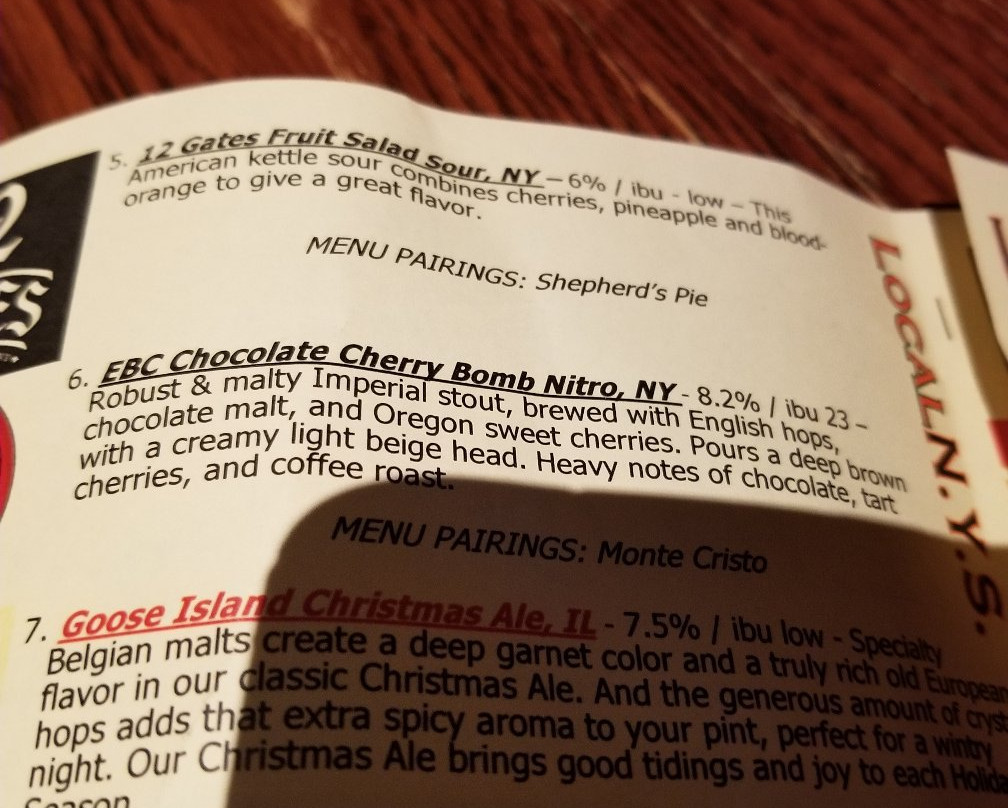 5. 12 Gates Fruit Salad Sour, NY – 6% / ibu - low – This
American kettle sour combines cherries, pineapple and blood-
orange to give a great flavor.
MENU PAIRINGS: Shepherd's Pie
6. EBC Chocolate Cherry Bomb Nitro, NY - 8.2% / ibu 23 –
Robust & malty Imperial stout, brewed with English hops,
chocolate malt, and Oregon sweet cherries. Pours a deep brown
with a creamy light beige head. Heavy notes of chocolate, tart
cherries, and coffee roast.
MENU PAIRINGS: Monte Cristo
7. Goose Island Christmas Ale, IL - 7.5% / ibu low - Specialty
Belgian malts create a deep garnet color and a truly rich old Europea
flavor in our classic Christmas Ale. And the generous amount of crys
hops adds that extra spicy aroma to your pint, perfect for a wintry
night. Our Christmas Ale brings good tidings and joy to each Holida
Season
LOCAL N.Y.S.